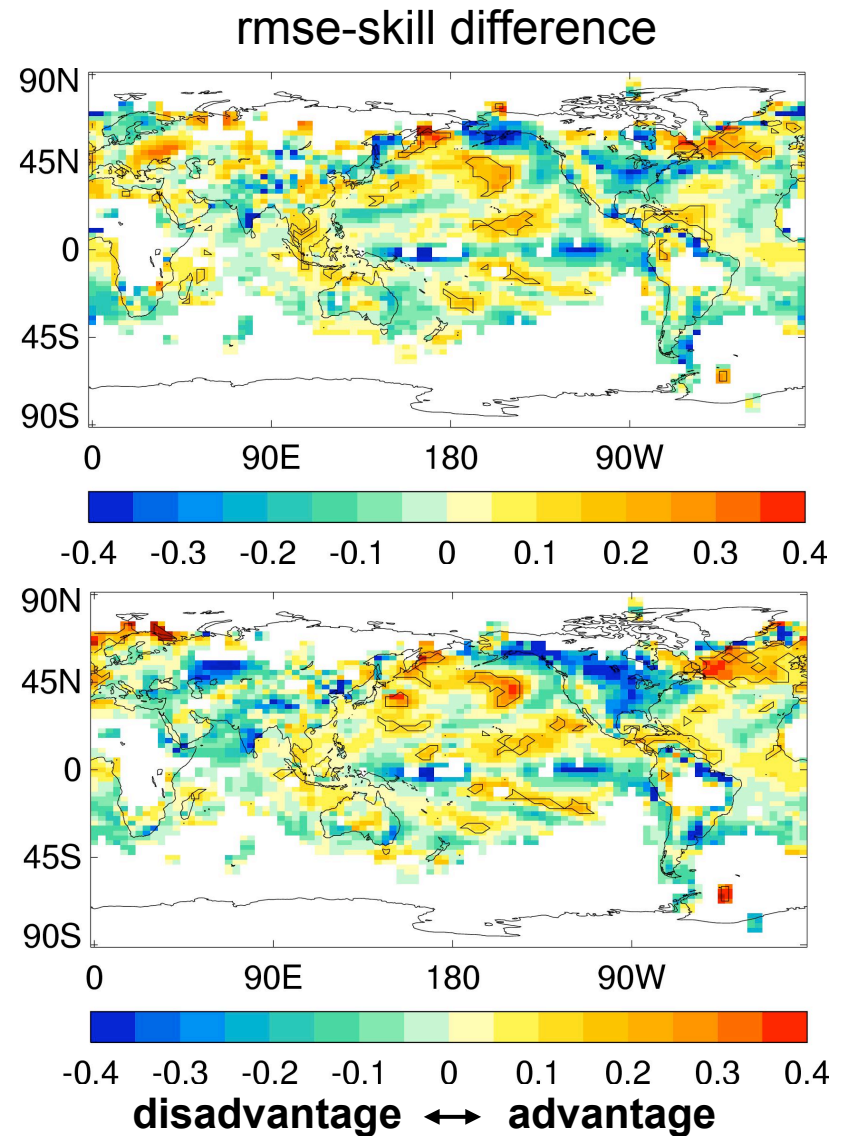 rmse-skill difference
90N
45N
0
45S
90S
0 90E 180 90W
-0.4 -0.3 -0.2 -0.1 0 0.1 0.2 0.3 0.4
90N
45N
0
45S
90S
0 90E 180 90W
-0.4 -0.3 -0.2 -0.1 0 0.1 0.2 0.3 0.4
disadvantage ↔ advantage